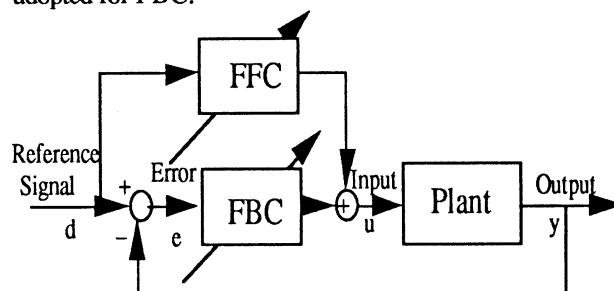 adopted for FBC.
FFC
Reference
Signal
d
+
−
Error
e
FBC
+
Input
u
Plant
Output
y